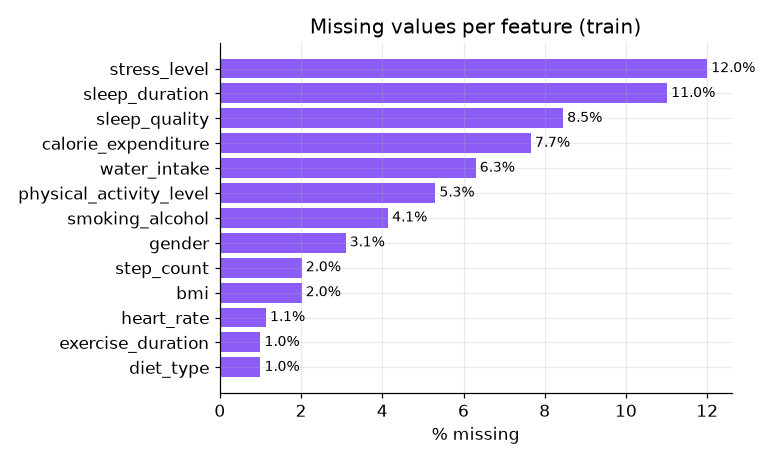 Missing values per feature (train)
stress_level 12.0%
sleep_duration 11.0%
sleep_quality 8.5%
calorie_expenditure 7.7%
water_intake 6.3%
physical_activity_level 5.3%
smoking_alcohol 4.1%
gender 3.1%
step_count 2.0%
bmi 2.0%
heart_rate 1.1%
exercise_duration 1.0%
diet_type 1.0%
0 2 4 6 8 10 12
% missing